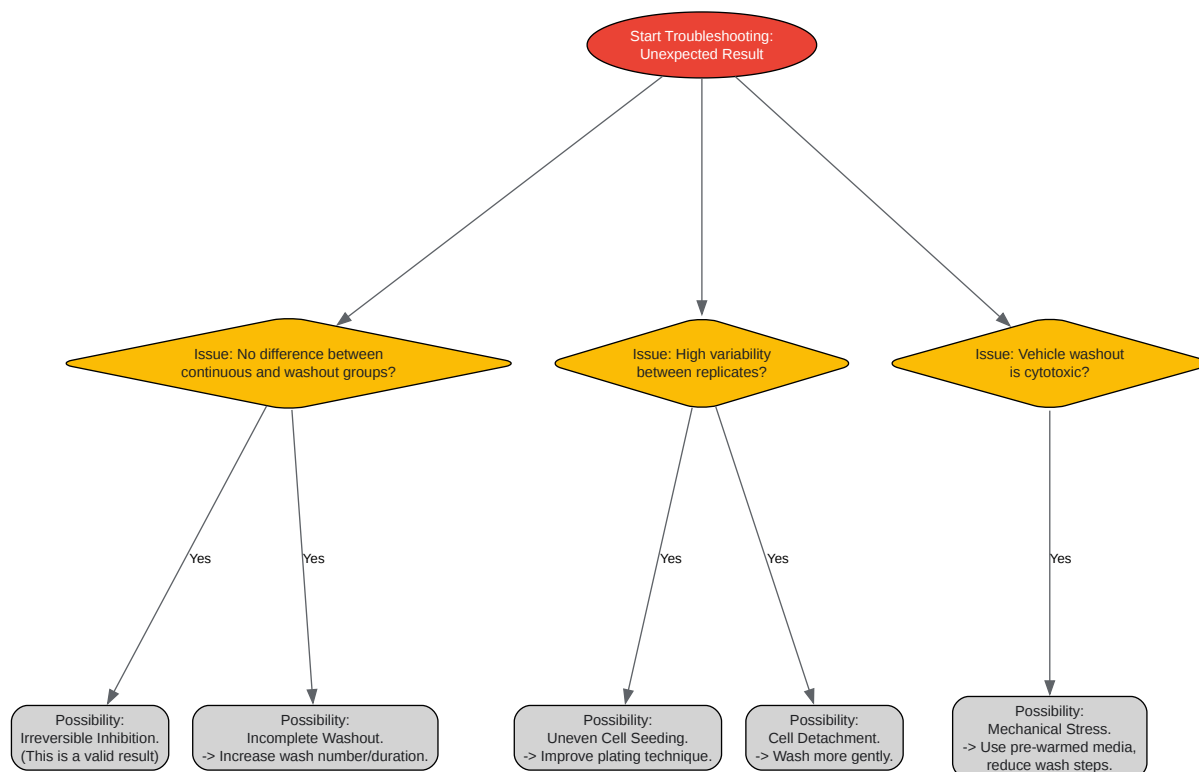 Start Troubleshooting:
Unexpected Result
Issue: No difference between
continuous and washout groups?
Issue: High variability
between replicates?
Issue: Vehicle washout
is cytotoxic?
Yes
Yes
Yes
Yes
Yes
Possibility:
Irreversible Inhibition.
(This is a valid result)
Possibility:
Incomplete Washout.
-> Increase wash number/duration.
Possibility:
Uneven Cell Seeding.
-> Improve plating technique.
Possibility:
Cell Detachment.
-> Wash more gently.
Possibility:
Mechanical Stress.
-> Use pre-warmed media,
reduce wash steps.